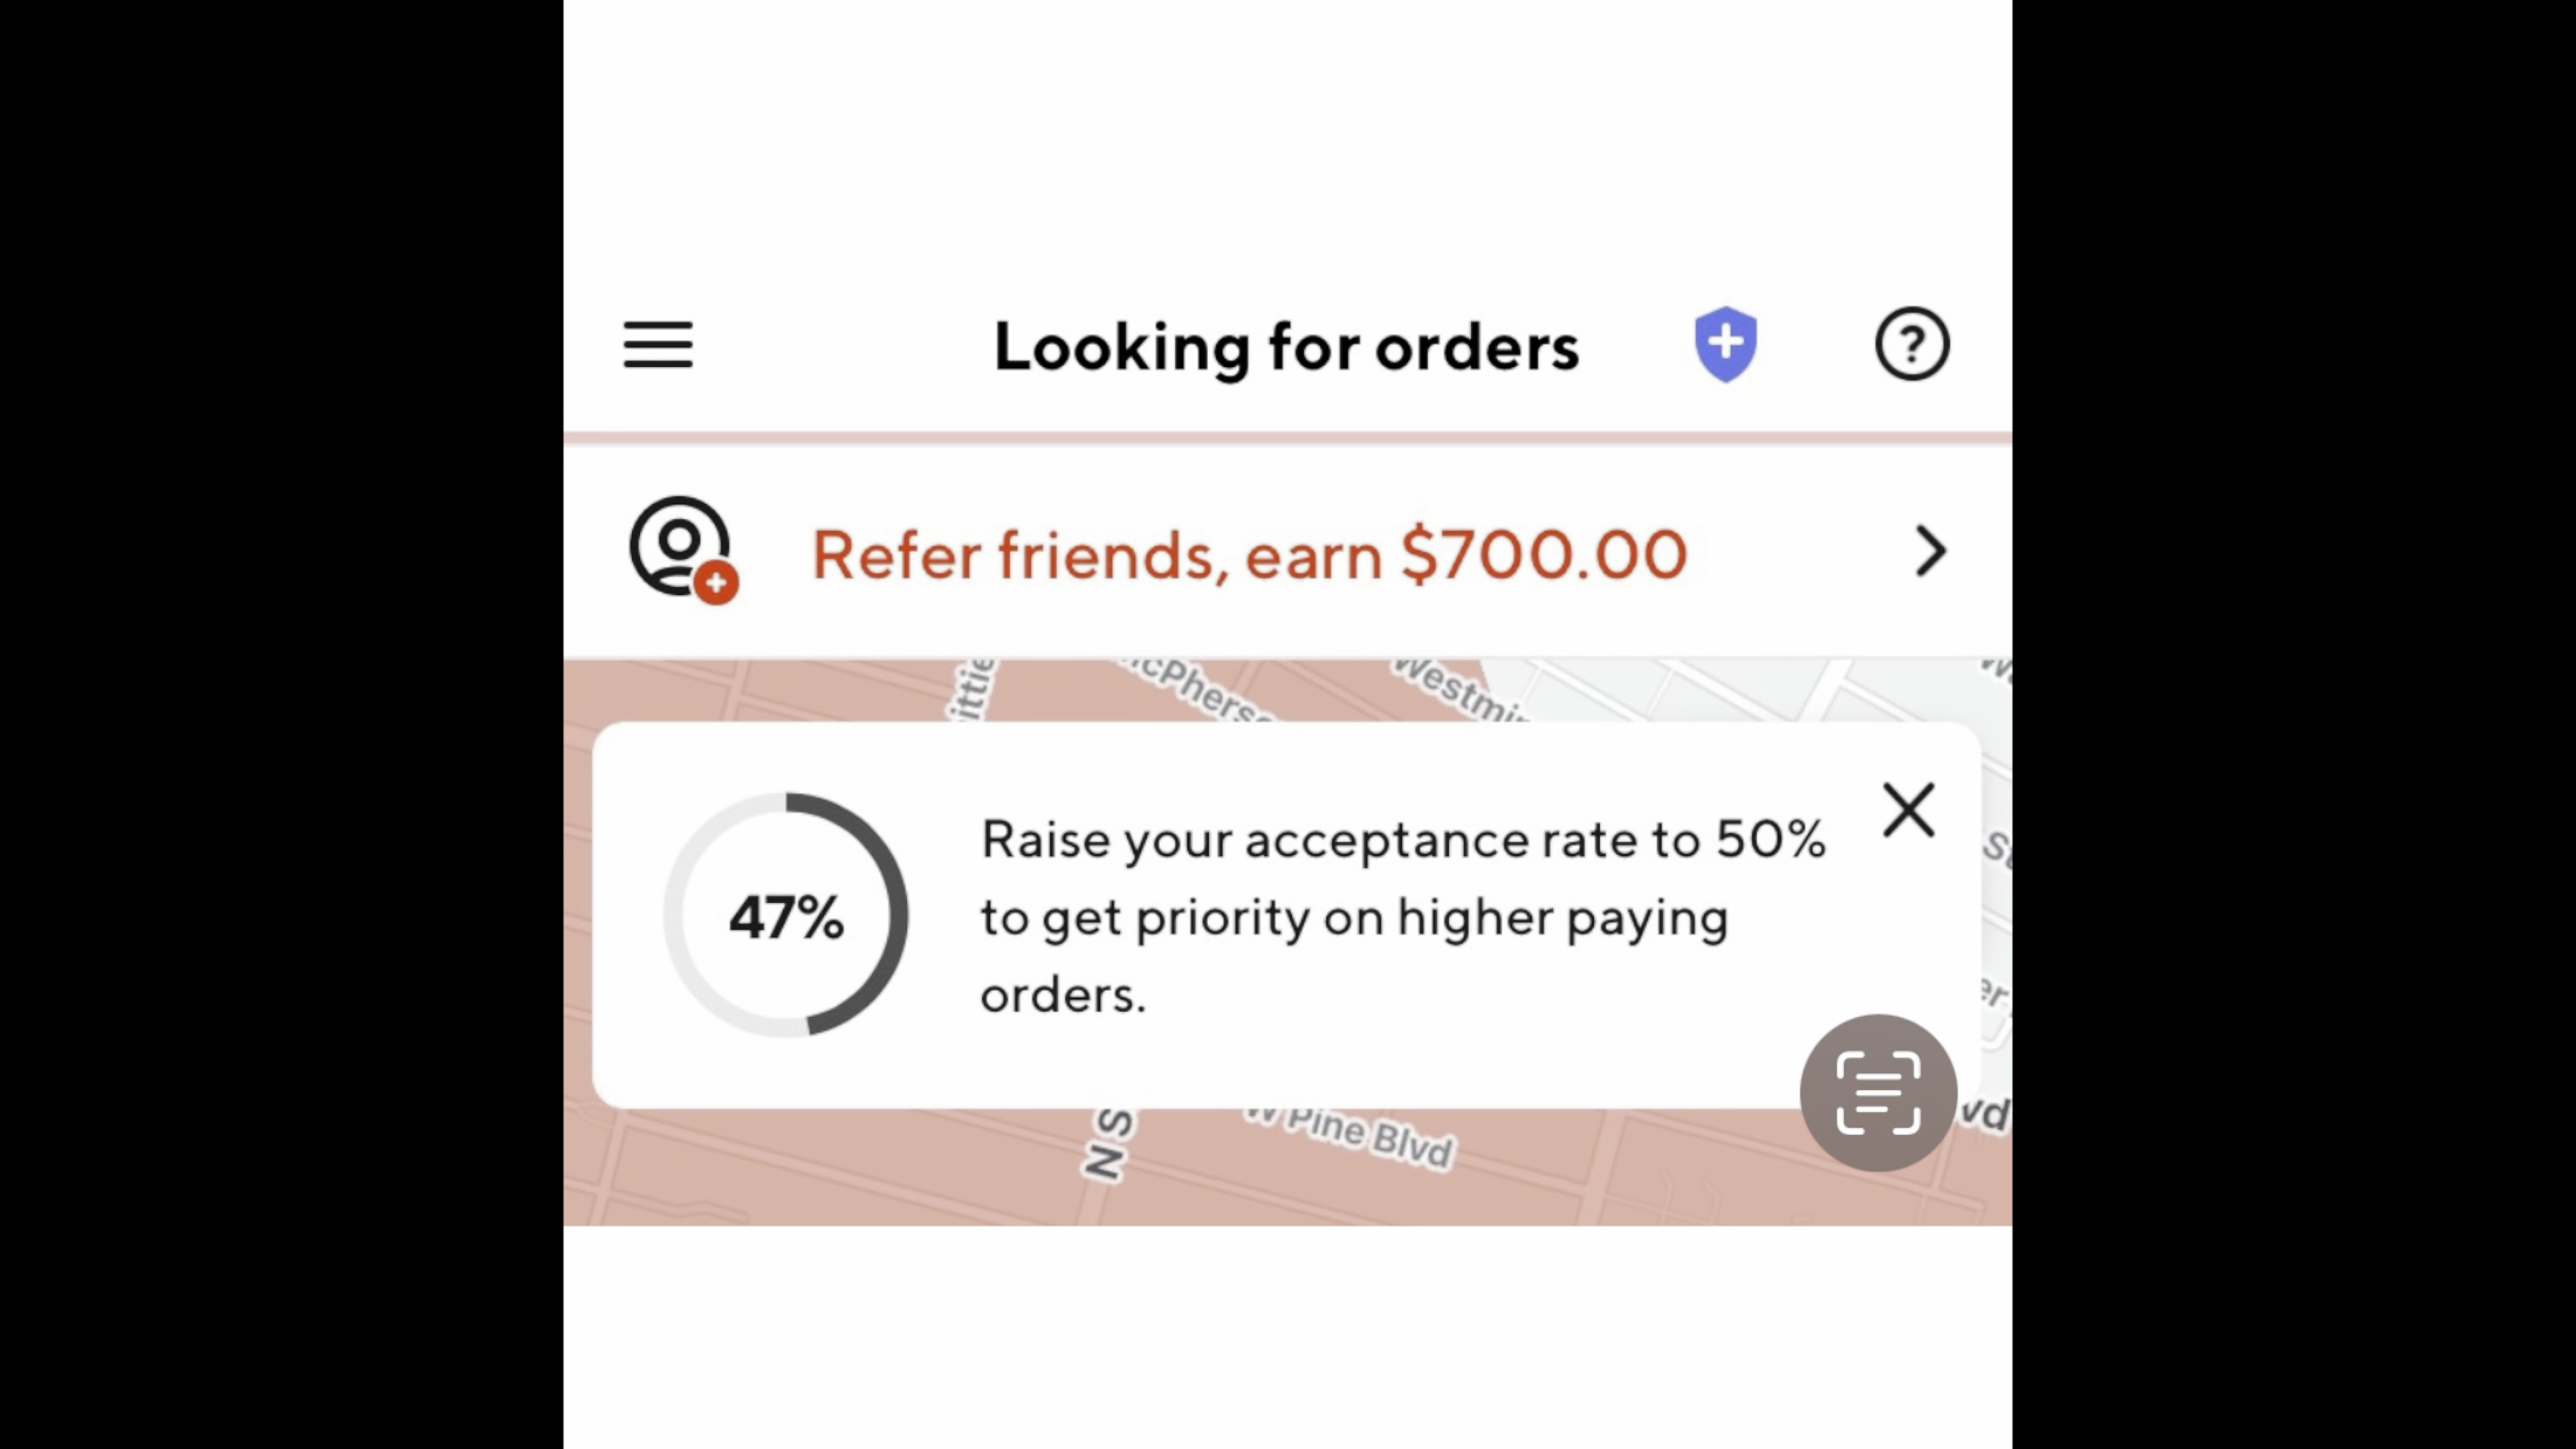 Looking for orders
Refer friends, earn $700.00
47%
Raise your acceptance rate to 50%
to get priority on higher paying
orders.
W Pine Blvd